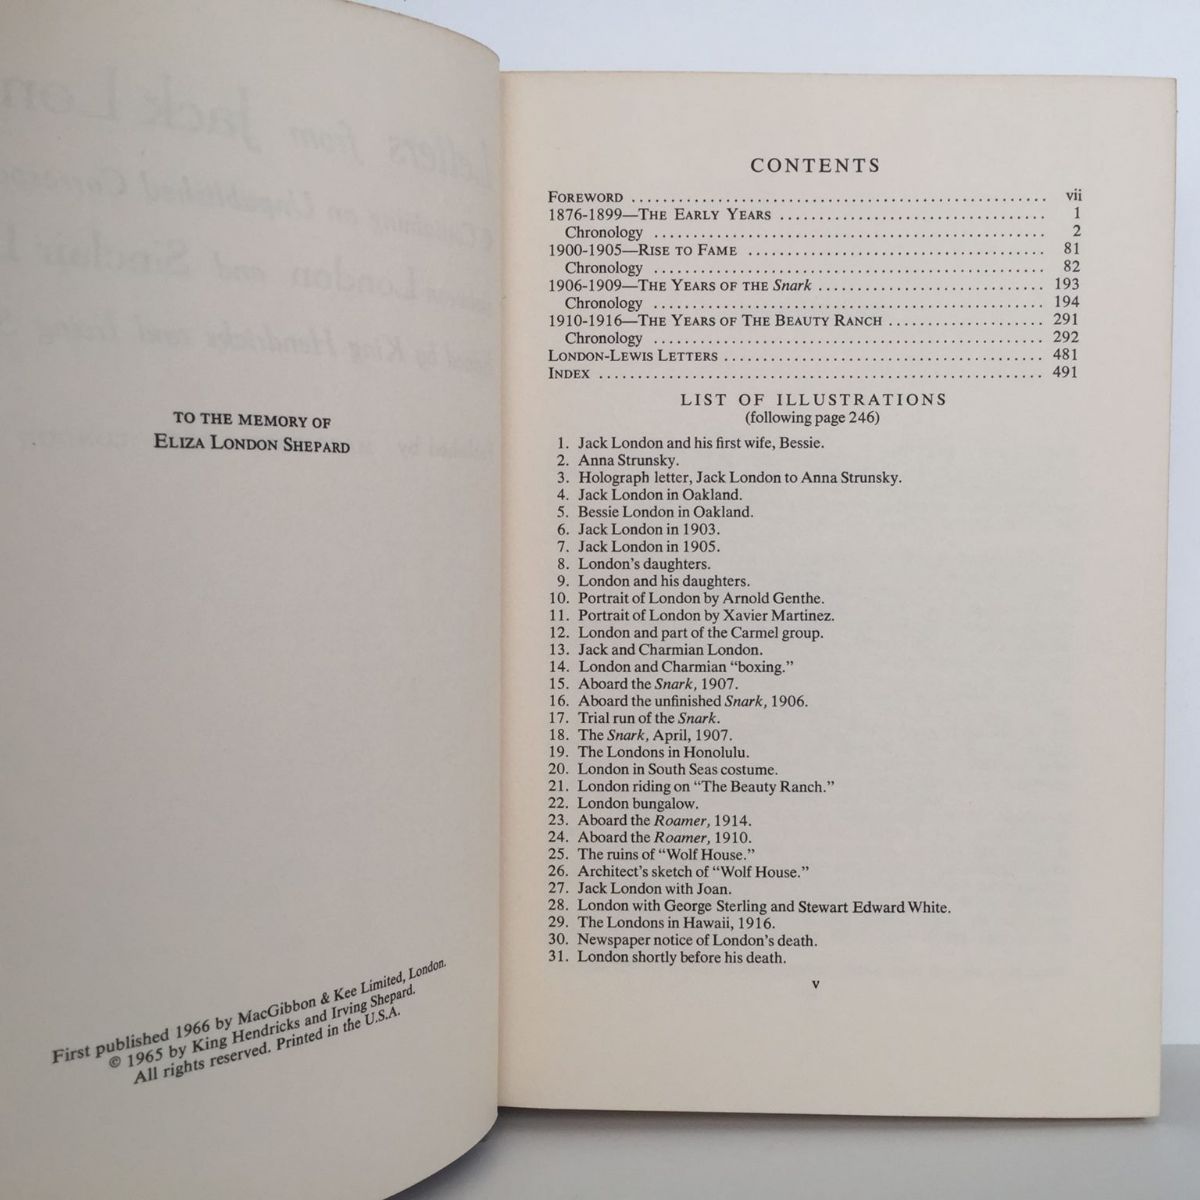 TO THE MEMORY OF
ELIZA LONDON SHEPARD
First published 1966 by MacGibbon & Kee Limited, London.
© 1965 by King Hendricks and Irving Shepard.
All rights reserved. Printed in the U.S.A.
CONTENTS
FOREWORD ........ vii
1876-1899—THE EARLY YEARS ........ 1
Chronology ........ 2
1900-1905—RISE TO FAME ........ 81
Chronology ........ 82
1906-1909—THE YEARS OF THE Snark ........ 193
Chronology ........ 194
1910-1916—THE YEARS OF THE BEAUTY RANCH ........ 291
Chronology ........ 292
LONDON-LEWIS LETTERS ........ 481
INDEX ........ 491
LIST OF ILLUSTRATIONS
(following page 246)
1. Jack London and his first wife, Bessie.
2. Anna Strunsky.
3. Holograph letter, Jack London to Anna Strunsky.
4. Jack London in Oakland.
5. Bessie London in Oakland.
6. Jack London in 1903.
7. Jack London in 1905.
8. London's daughters.
9. London and his daughters.
10. Portrait of London by Arnold Genthe.
11. Portrait of London by Xavier Martinez.
12. London and part of the Carmel group.
13. Jack and Charmian London.
14. London and Charmian “boxing.”
15. Aboard the Snark, 1907.
16. Aboard the unfinished Snark, 1906.
17. Trial run of the Snark.
18. The Snark, April, 1907.
19. The Londons in Honolulu.
20. London in South Seas costume.
21. London riding on “The Beauty Ranch.”
22. London bungalow.
23. Aboard the Roamer, 1914.
24. Aboard the Roamer, 1910.
25. The ruins of “Wolf House.”
26. Architect's sketch of “Wolf House.”
27. Jack London with Joan.
28. London with George Sterling and Stewart Edward White.
29. The Londons in Hawaii, 1916.
30. Newspaper notice of London's death.
31. London shortly before his death.
v